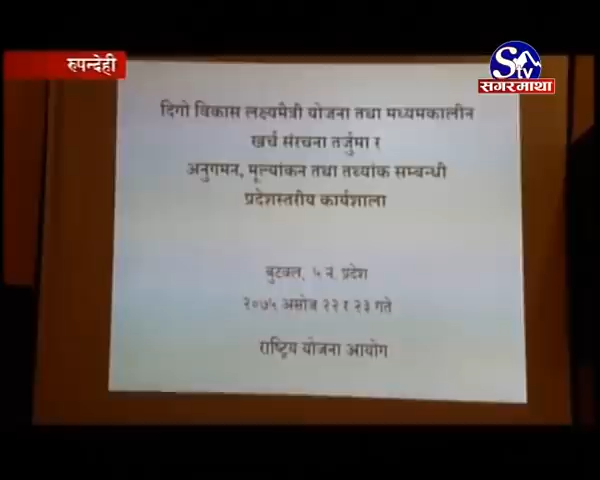 रुपन्देही
STV
सगरमाथा
दिगो विकास लक्ष्यमैत्री योजना तथा मध्यमकालीन
खर्च संरचना तर्जुमा र
अनुगमन, मूल्यांकन तथा तथ्यांक सम्बन्धी
प्रदेशस्तरीय कार्यशाला
बुटवल, ५ नं. प्रदेश
२०७५ असोज २२ र २३ गते
राष्ट्रिय योजना आयोग